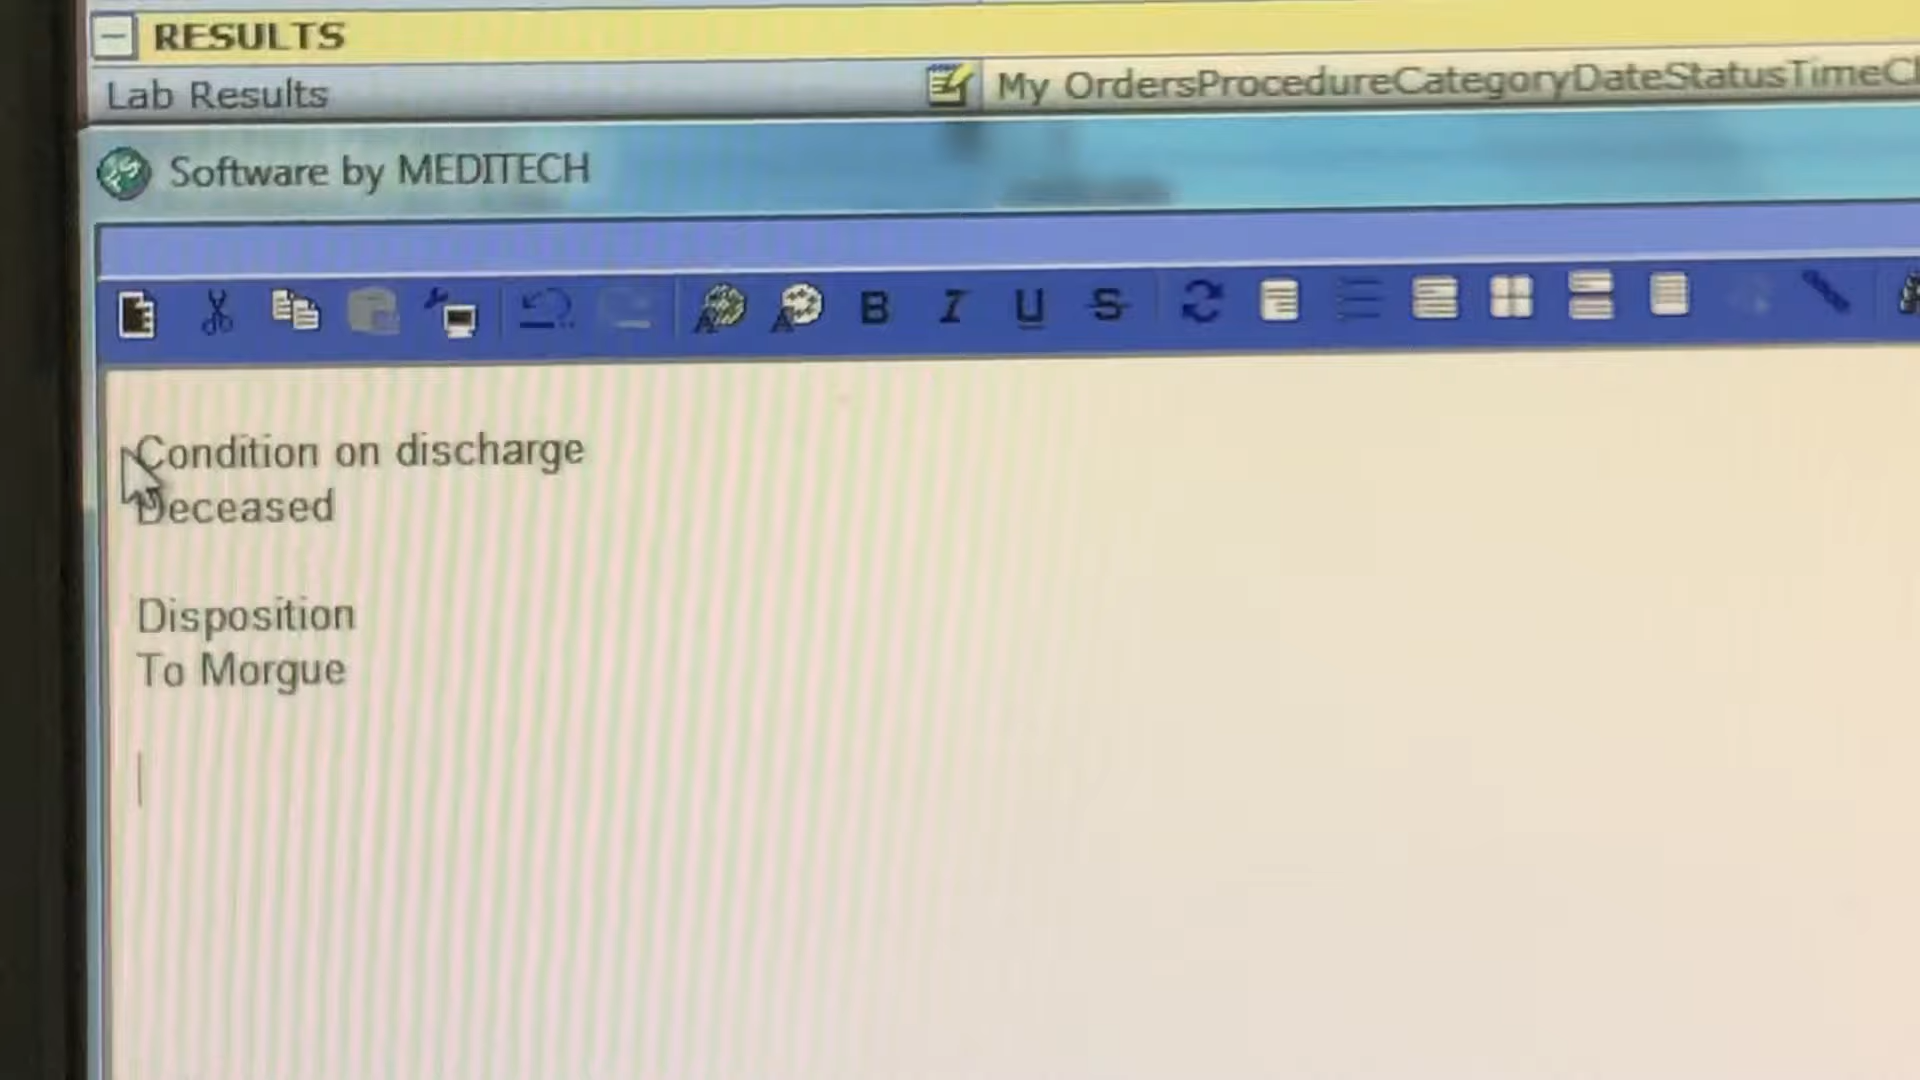 RESULTS
Lab Results
My OrdersProcedureCategoryDateStatusTime
Software by MEDITECH
B I U S
Condition on discharge
Deceased
Disposition
To Morgue